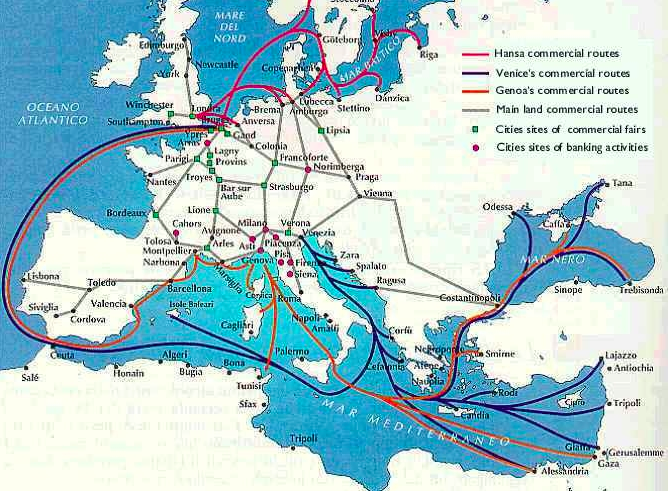 Stoccolma
MARE
DEL
NORD
Göteborg
Visby
Edimburgo
Riga
Newcastle
Copenaghen
MAR BALTICO
York
Danzica
Lubecca
Stettino
Winchester
Londra
Brema
Amburgo
Southampton
Bruges
Anversa
OCEANO
ATLANTICO
Ypres
Gand
Lipsia
Arras
Colonia
Lagny
Parigi
Provins
Francoforte
Norimberga
Troyes
Praga
Nantes
Bar sur
Aube
Strasburgo
Vienna
Bordeaux
Lione
Cahors
Milano
Verona
Avignone
Venezia
Tolosa
Asti
Piacenza
Montpellier
Arles
Genova
Pisa
Firenze
Zara
Narbona
Marsiglia
Siena
Spalato
Ragusa
Lisbona
Toledo
Barcellona
Corsica
Roma
Siviglia
Valencia
Isole Baleari
Cordova
Cagliari
Napoli
Amalfi
Corfù
Ceuta
Algeri
Bona
Palermo
Cefalonia
Negroponte
Atene
Smirne
Salé
Honain
Bugia
Tunisi
Nauplia
Sfax
Candia
Rodi
Tripoli
MAR MEDITERRANEO
Odessa
Tana
Caffa
MAR NERO
Costantinopoli
Sinope
Trebisonda
Lajazzo
Antiochia
Cipro
Tripoli
Giaffa
Gerusalemme
Gaza
Alessandria
Hansa commercial routes
Venice's commercial routes
Genoa's commercial routes
Main land commercial routes
Cities sites of commercial fairs
Cities sites of banking activities